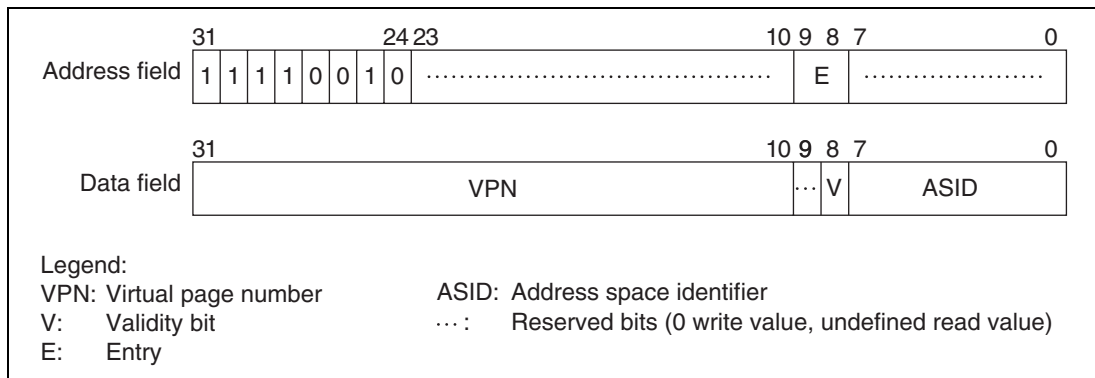 31 24 23 10 9 8 7 0
Address field 1 1 1 1 0 0 1 0 ................................ E ................
31 10 9 8 7 0
Data field VPN ... V ASID
Legend:
VPN: Virtual page number ASID: Address space identifier
V: Validity bit ... : Reserved bits (0 write value, undefined read value)
E: Entry